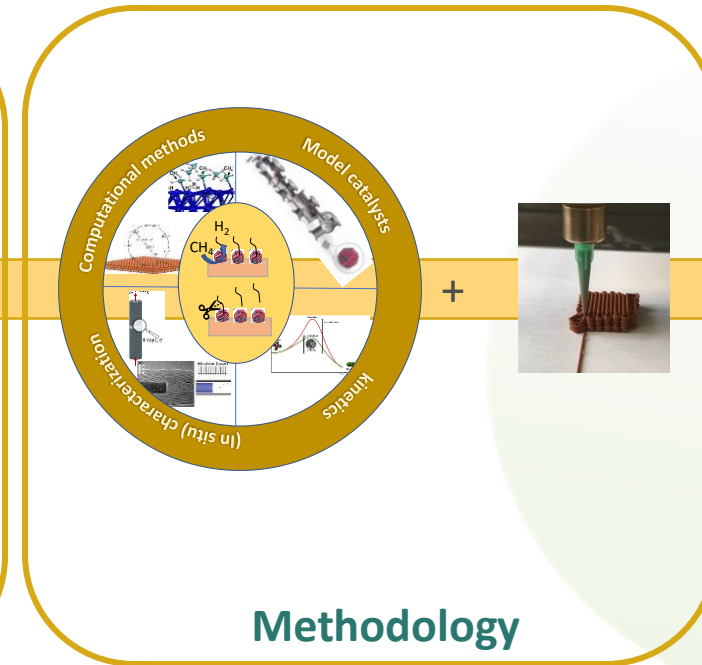 Computational methods
Model catalysts
H2
CH4
+
(In situ) characterization
kinetics
Methodology